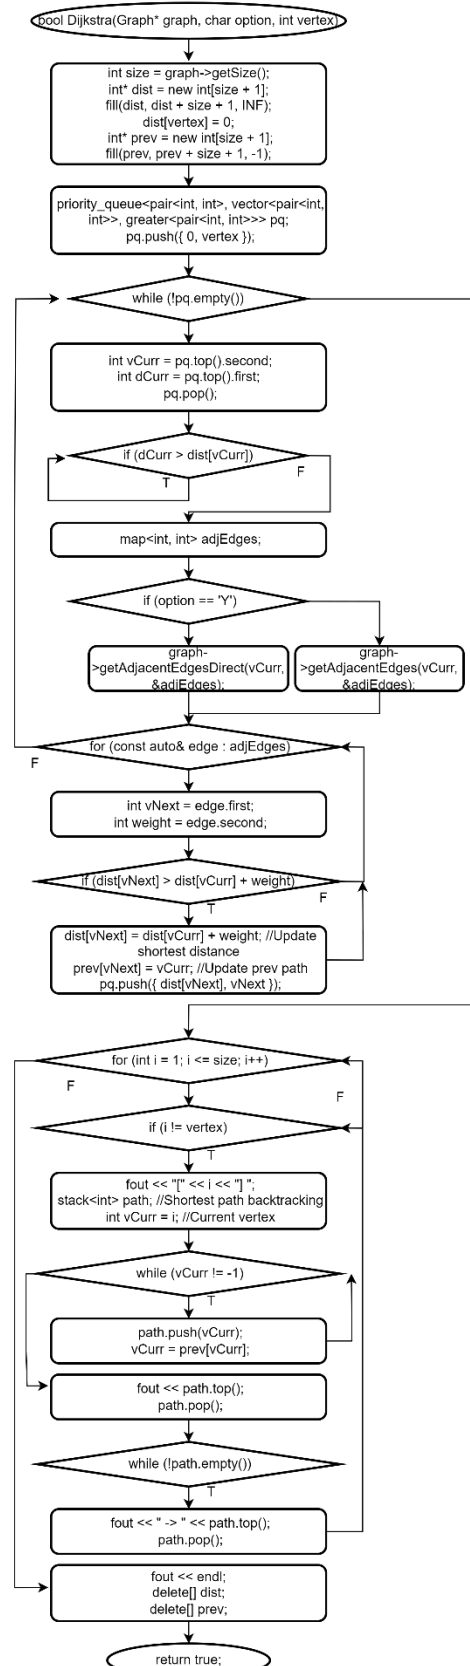 bool Dijkstra(Graph* graph, char option, int vertex)
int size = graph->getSize();
int* dist = new int[size + 1];
fill(dist, dist + size + 1, INF);
dist[vertex] = 0;
int* prev = new int[size + 1];
fill(prev, prev + size + 1, -1);
priority_queue<pair<int, int>, vector<pair<int,
int>>, greater<pair<int, int>>> pq;
pq.push({ 0, vertex });
while (!pq.empty())
int vCurr = pq.top().second;
int dCurr = pq.top().first;
pq.pop();
if (dCurr > dist[vCurr])
T
F
map<int, int> adjEdges;
if (option == 'Y')
graph-
>getAdjacentEdgesDirect(vCurr,
&adjEdges);
graph-
>getAdjacentEdges(vCurr,
&adjEdges);
for (const auto& edge : adjEdges)
F
int vNext = edge.first;
int weight = edge.second;
if (dist[vNext] > dist[vCurr] + weight)
T
F
dist[vNext] = dist[vCurr] + weight; //Update
shortest distance
prev[vNext] = vCurr; //Update prev path
pq.push({ dist[vNext], vNext });
for (int i = 1; i <= size; i++)
F
F
if (i != vertex)
T
fout << "[" << i << "] ";
stack<int> path; //Shortest path backtracking
int vCurr = i; //Current vertex
while (vCurr != -1)
T
path.push(vCurr);
vCurr = prev[vCurr];
fout << path.top();
path.pop();
while (!path.empty())
T
fout << " -> " << path.top();
path.pop();
fout << endl;
delete[] dist;
delete[] prev;
return true;